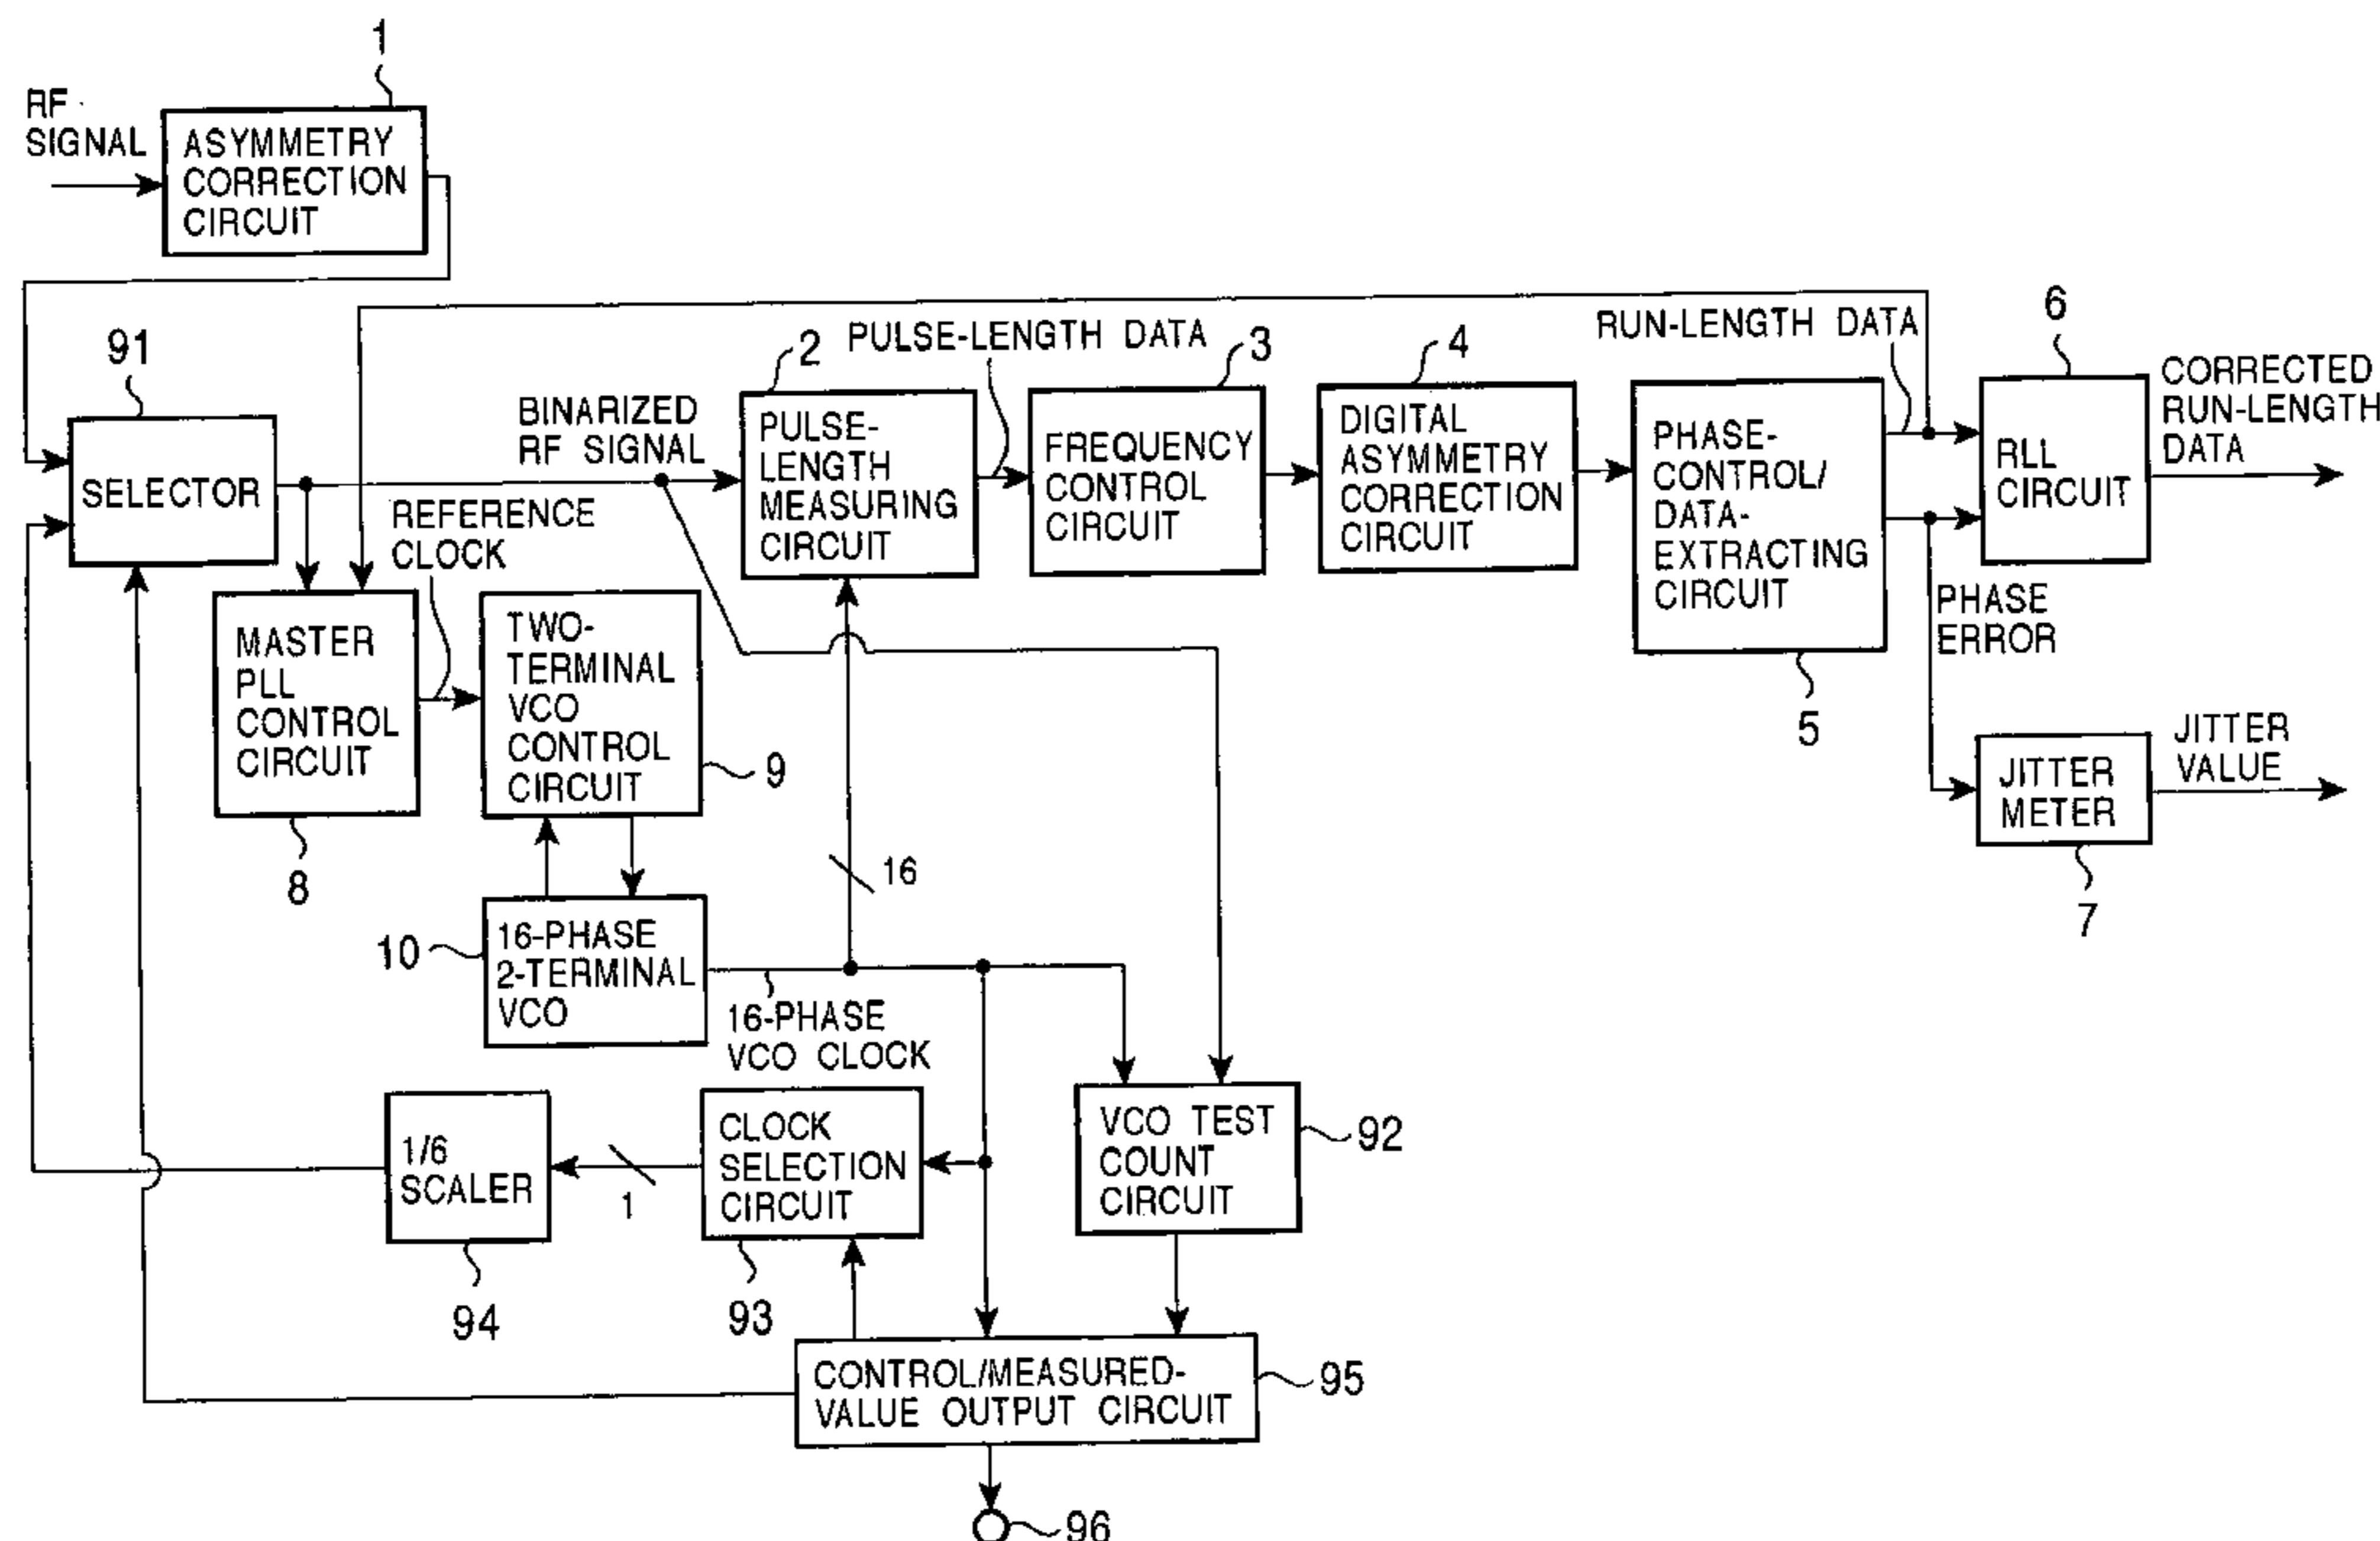 1
RF
SIGNAL
ASYMMETRY
CORRECTION
CIRCUIT
91
SELECTOR
BINARIZED
RF SIGNAL
REFERENCE
CLOCK
2
PULSE-
LENGTH
MEASURING
CIRCUIT
PULSE-LENGTH DATA
3
FREQUENCY
CONTROL
CIRCUIT
4
DIGITAL
ASYMMETRY
CORRECTION
CIRCUIT
RUN-LENGTH DATA
PHASE-
CONTROL/
DATA-
EXTRACTING
CIRCUIT
5
6
RLL
CIRCUIT
CORRECTED
RUN-LENGTH
DATA
PHASE
ERROR
JITTER
METER
7
JITTER
VALUE
MASTER
PLL
CONTROL
CIRCUIT
8
TWO-
TERMINAL
VCO
CONTROL
CIRCUIT
9
16
10
16-PHASE
2-TERMINAL
VCO
16-PHASE
VCO CLOCK
1/6
SCALER
94
1
CLOCK
SELECTION
CIRCUIT
93
VCO TEST
COUNT
CIRCUIT
92
CONTROL/MEASURED-
VALUE OUTPUT CIRCUIT
95
96